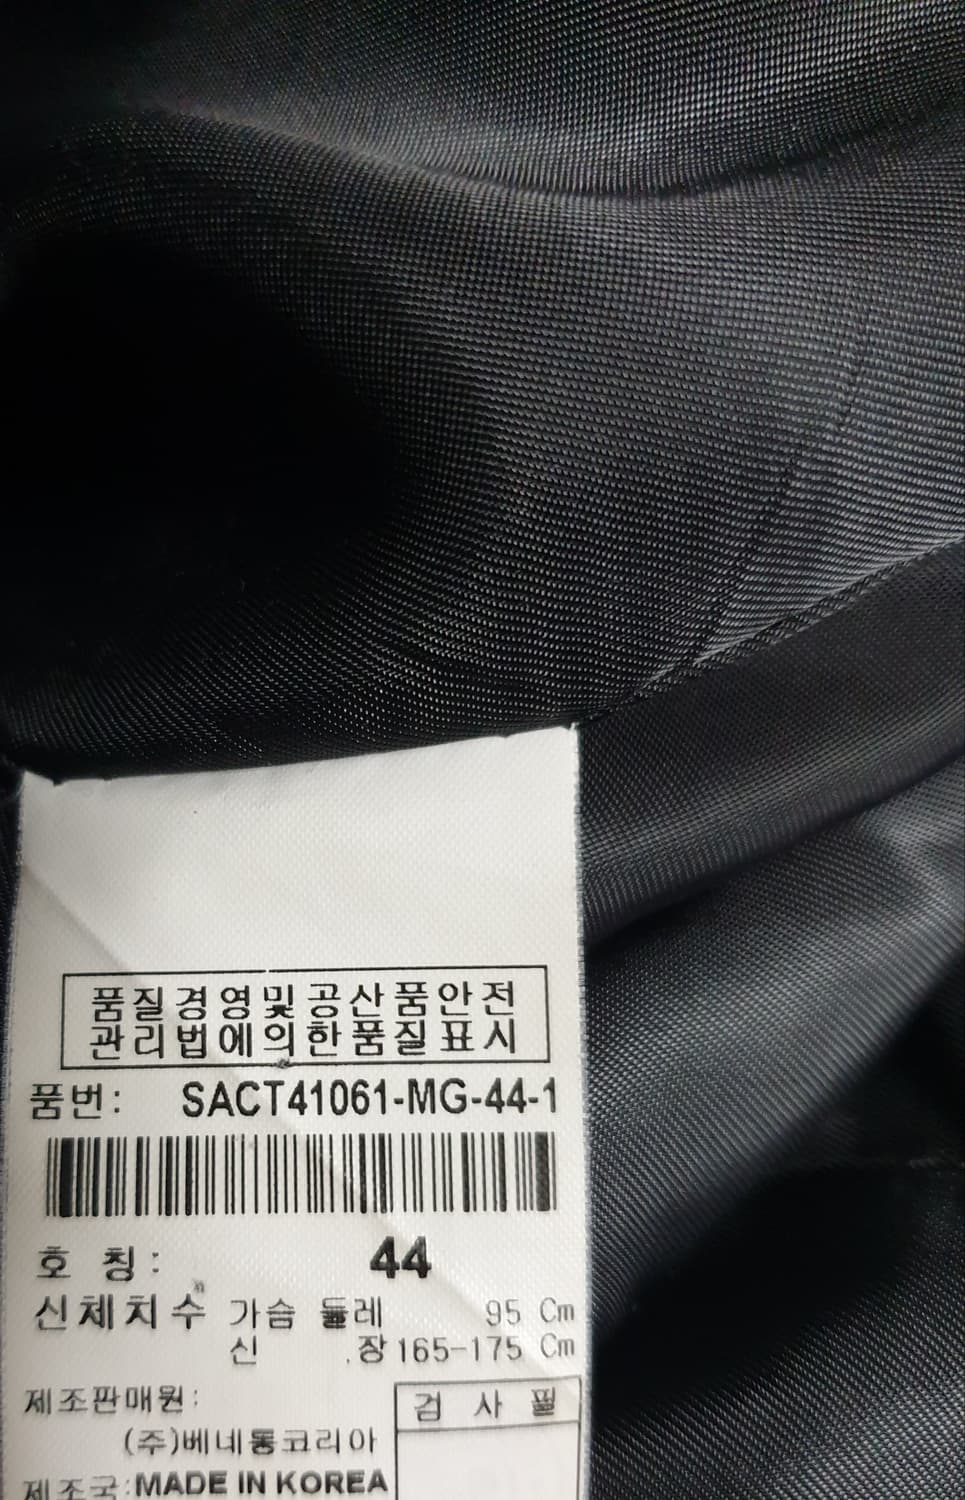 품질경영및공산품안전
관리법에의한품질표시
품번: SACT41061-MG-44-1
호 칭: 44
신체치수 가슴 둘레 95 Cm
신 장 165-175 Cm
제조판매원:
(주)베네통코리아
검 사 필
제조국:MADE IN KOREA